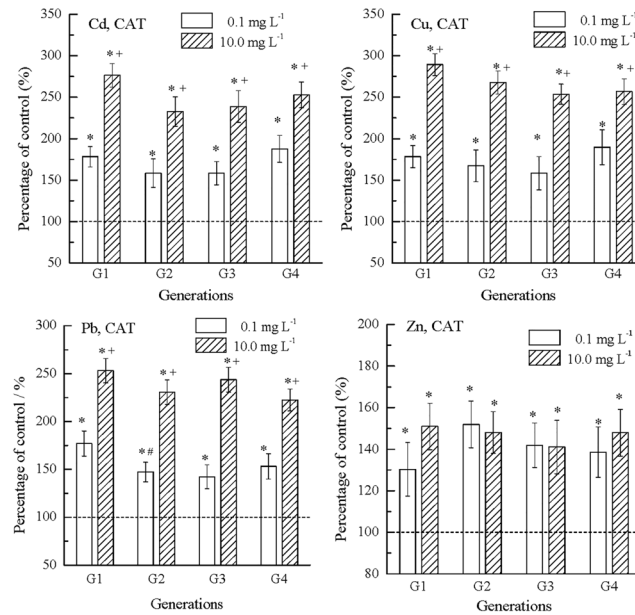 Cd, CAT
0.1 mg L⁻¹
10.0 mg L⁻¹
Percentage of control (%)
350
300
250
200
150
100
50
* *+ * *+ * *+ * *+
G1 G2 G3 G4
Generations
Cu, CAT
0.1 mg L⁻¹
10.0 mg L⁻¹
Percentage of control (%)
350
300
250
200
150
100
50
* *+ * *+ * *+ * *+
G1 G2 G3 G4
Generations
Pb, CAT
0.1 mg L⁻¹
10.0 mg L⁻¹
Percentage of control / %
300
250
200
150
100
50
* *+ *# *+ * *+ * *+
G1 G2 G3 G4
Generations
Zn, CAT
0.1 mg L⁻¹
10.0 mg L⁻¹
Percentage of control (%)
200
180
160
140
120
100
80
* * * * * * * *
G1 G2 G3 G4
Generations